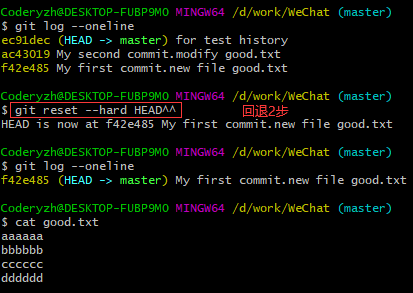 Coderyzh@DESKTOP-FUBP9MO MINGW64 /d/work/WeChat (master)
$ git log --oneline
ec91dec (HEAD -> master) for test history
ac43019 My second commit.modify good.txt
f42e485 My first commit.new file good.txt
Coderyzh@DESKTOP-FUBP9MO MINGW64 /d/work/WeChat (master)
$ git reset --hard HEAD^^ 回退2步
HEAD is now at f42e485 My first commit.new file good.txt
Coderyzh@DESKTOP-FUBP9MO MINGW64 /d/work/WeChat (master)
$ git log --oneline
f42e485 (HEAD -> master) My first commit.new file good.txt
Coderyzh@DESKTOP-FUBP9MO MINGW64 /d/work/WeChat (master)
$ cat good.txt
aaaaaa
bbbbbb
cccccc
dddddd